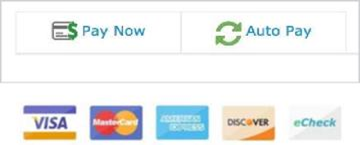 $ Pay Now Auto Pay
VISA MasterCard AMERICAN EXPRESS DISCOVER eCheck